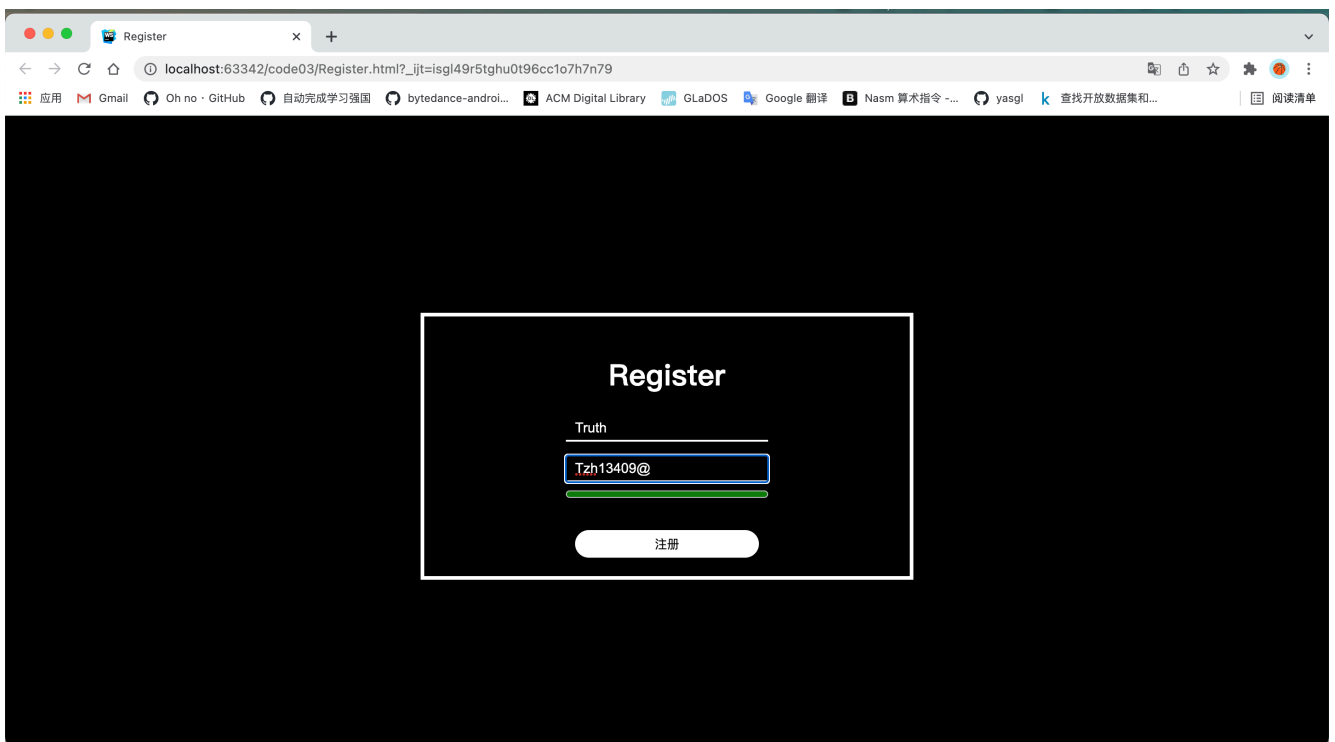 Register
localhost:63342/code03/Register.html?_ijt=isgl49r5tghu0t96cc1o7h7n79
应用 Gmail Oh no · GitHub 自动完成学习强国 bytedance-androi... ACM Digital Library GLaDOS Google 翻译 Nasm 算术指令 -... yasgl 查找开放数据集和... 阅读清单
Register
Truth
Tzh13409@
注册